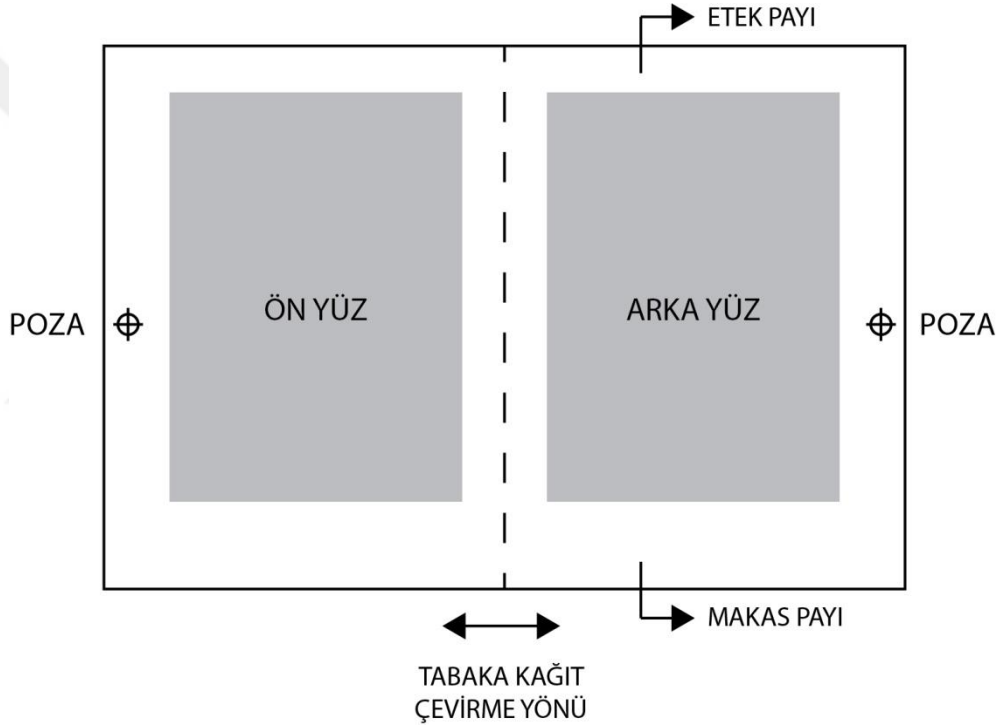 ETEK PAYI
ÖN YÜZ
ARKA YÜZ
POZA
POZA
MAKAS PAYI
TABAKA KAĞIT
ÇEVİRME YÖNÜ